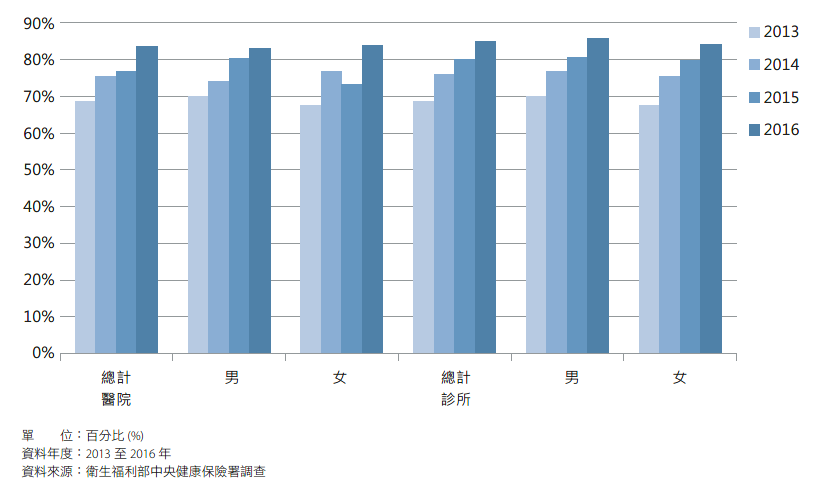 90%
80%
70%
60%
50%
40%
30%
20%
10%
0%
2013
2014
2015
2016
總計 男 女 總計 男 女
醫院 診所
單　　位：百分比 (%)
資料年度：2013 至 2016 年
資料來源：衛生福利部中央健康保險署調查